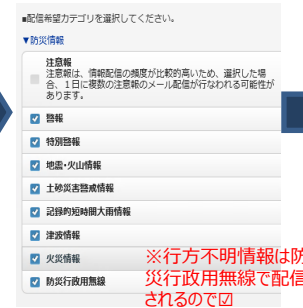 ■配信希望カテゴリを選択してください。
▼防災情報
注意報
注意報は、情報配信の頻度が比較的高いため、選択した場
合、1日に複数の注意報のメール配信が行なわれる可能性が
あります。
警報
特別警報
地震・火山情報
土砂災害警戒情報
記録的短時間大雨情報
津波情報
火災情報
防災行政用無線
※行方不明情報は防
災行政用無線で配信
されるので☑